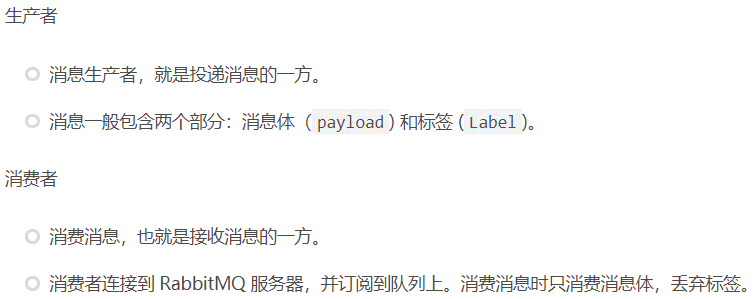 生产者
消息生产者，就是投递消息的一方。
消息一般包含两个部分：消息体（payload)和标签(Label)。
消费者
消费消息，也就是接收消息的一方。
消费者连接到 RabbitMQ 服务器，并订阅到队列上。消费消息时只消费消息体，丢弃标签。